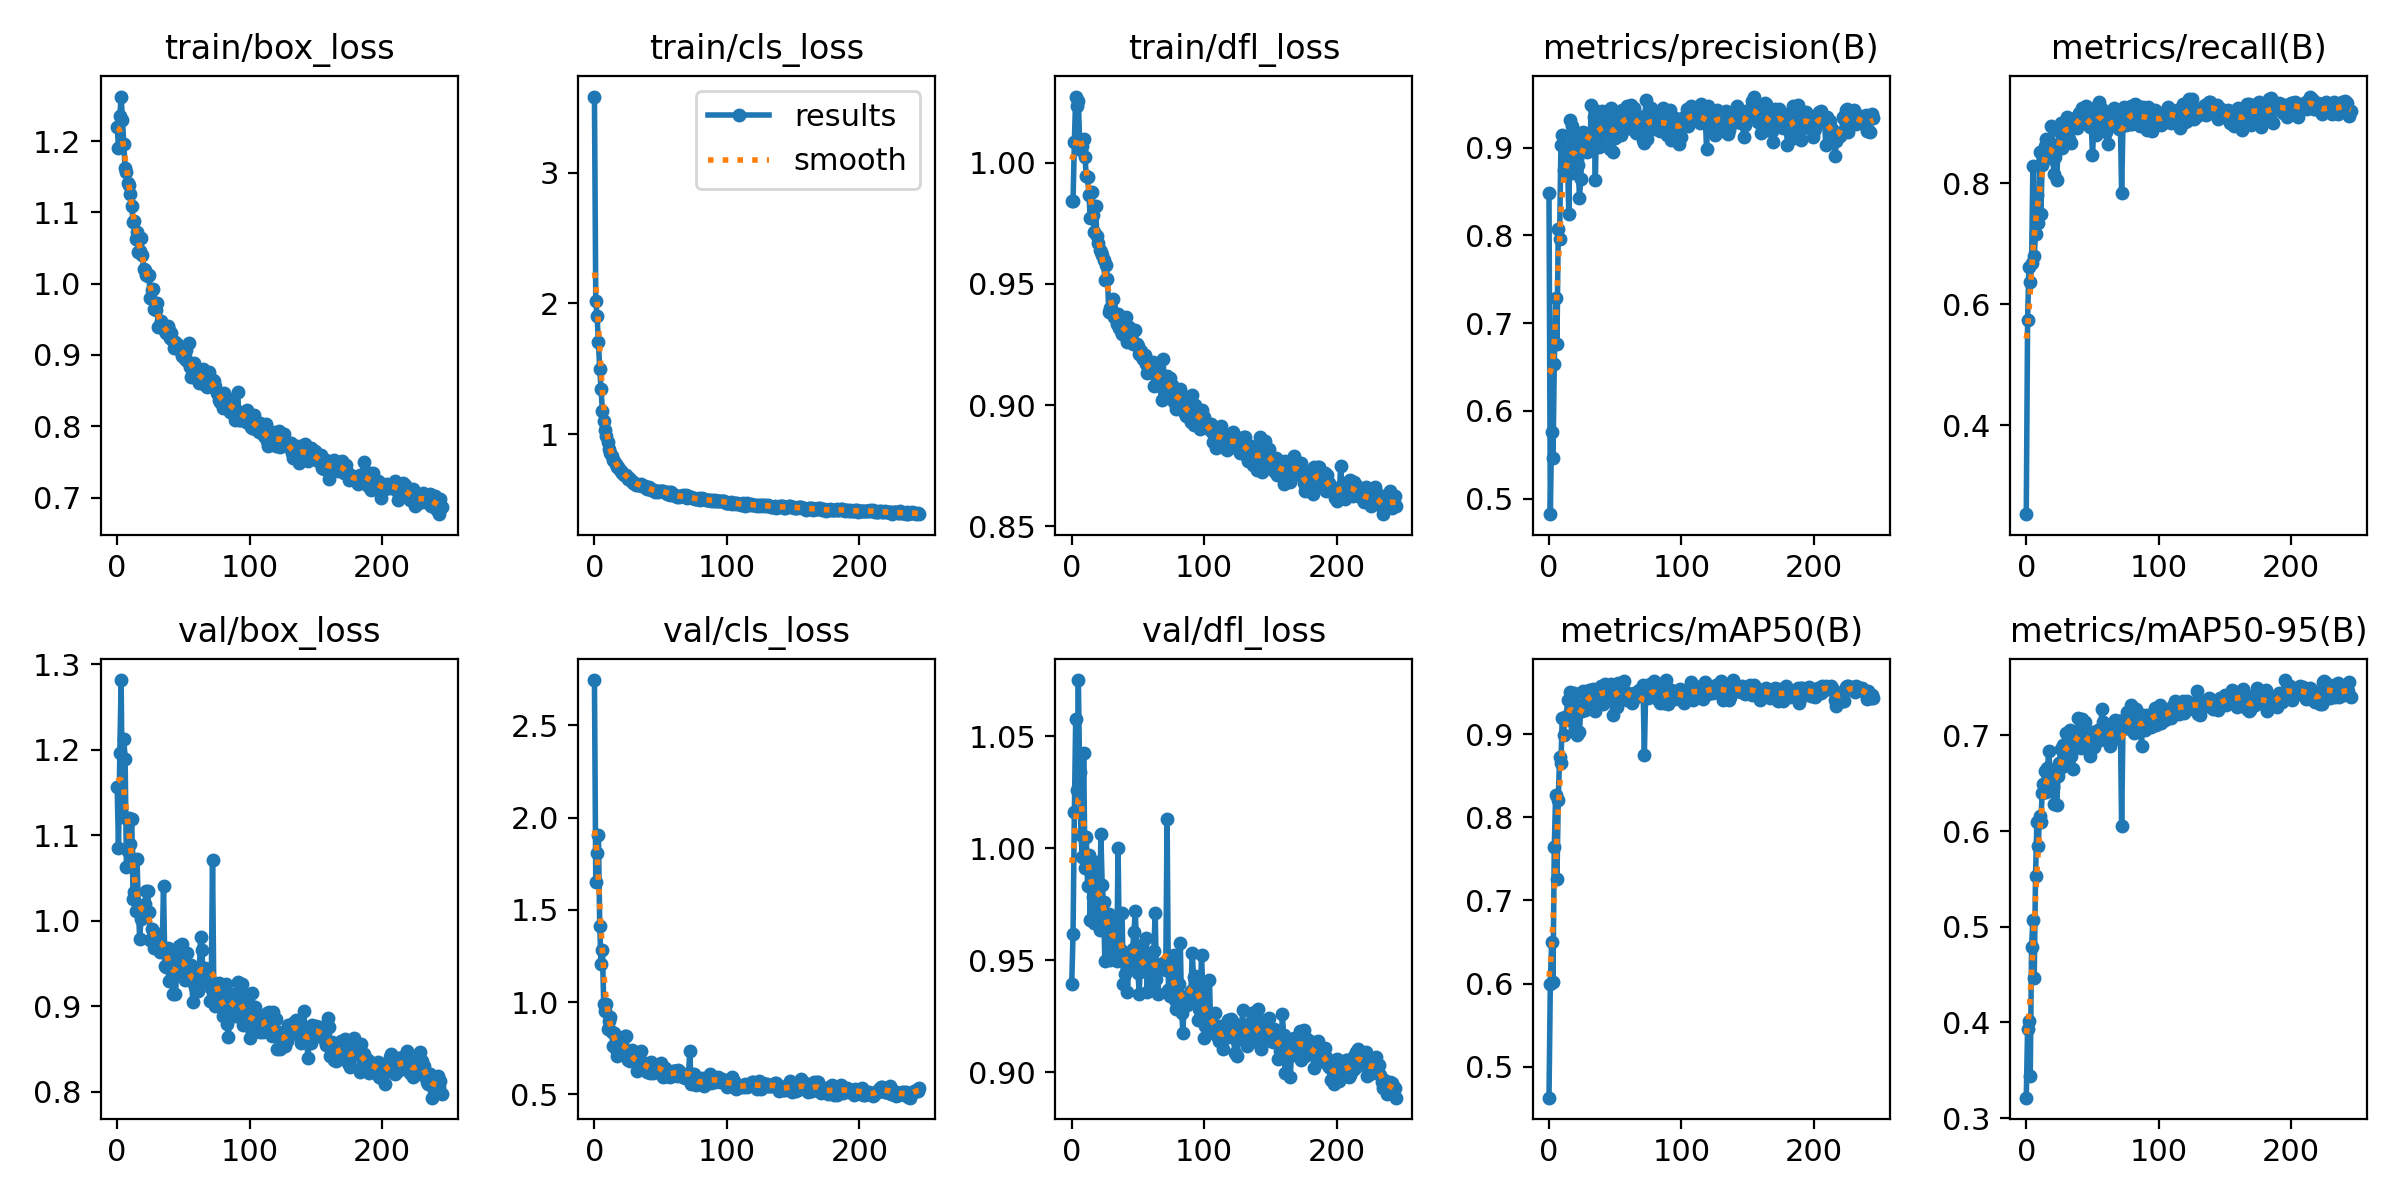 train/box_loss
1.2
1.1
1.0
0.9
0.8
0.7
0 100 200
train/cls_loss
results
smooth
3
2
1
0 100 200
train/dfl_loss
1.00
0.95
0.90
0.85
0 100 200
metrics/precision(B)
0.9
0.8
0.7
0.6
0.5
0 100 200
metrics/recall(B)
0.8
0.6
0.4
0 100 200
val/box_loss
1.3
1.2
1.1
1.0
0.9
0.8
0 100 200
val/cls_loss
2.5
2.0
1.5
1.0
0.5
0 100 200
val/dfl_loss
1.05
1.00
0.95
0.90
0 100 200
metrics/mAP50(B)
0.9
0.8
0.7
0.6
0.5
0 100 200
metrics/mAP50-95(B)
0.7
0.6
0.5
0.4
0.3
0 100 200